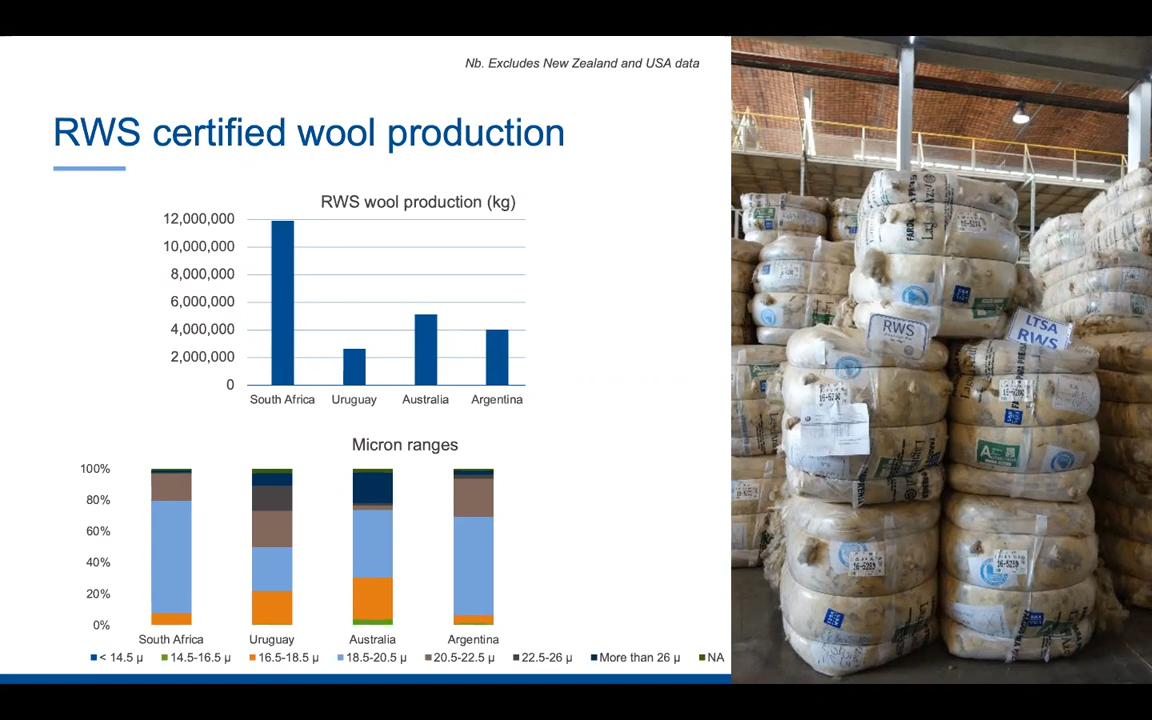 Nb. Excludes New Zealand and USA data
RWS certified wool production
RWS wool production (kg)
12,000,000
10,000,000
8,000,000
6,000,000
4,000,000
2,000,000
0
South Africa Uruguay Australia Argentina
Micron ranges
100%
80%
60%
40%
20%
0%
South Africa Uruguay Australia Argentina
< 14.5 µ 14.5-16.5 µ 16.5-18.5 µ 18.5-20.5 µ 20.5-22.5 µ 22.5-26 µ More than 26 µ NA
RWS
LTSA
RWS